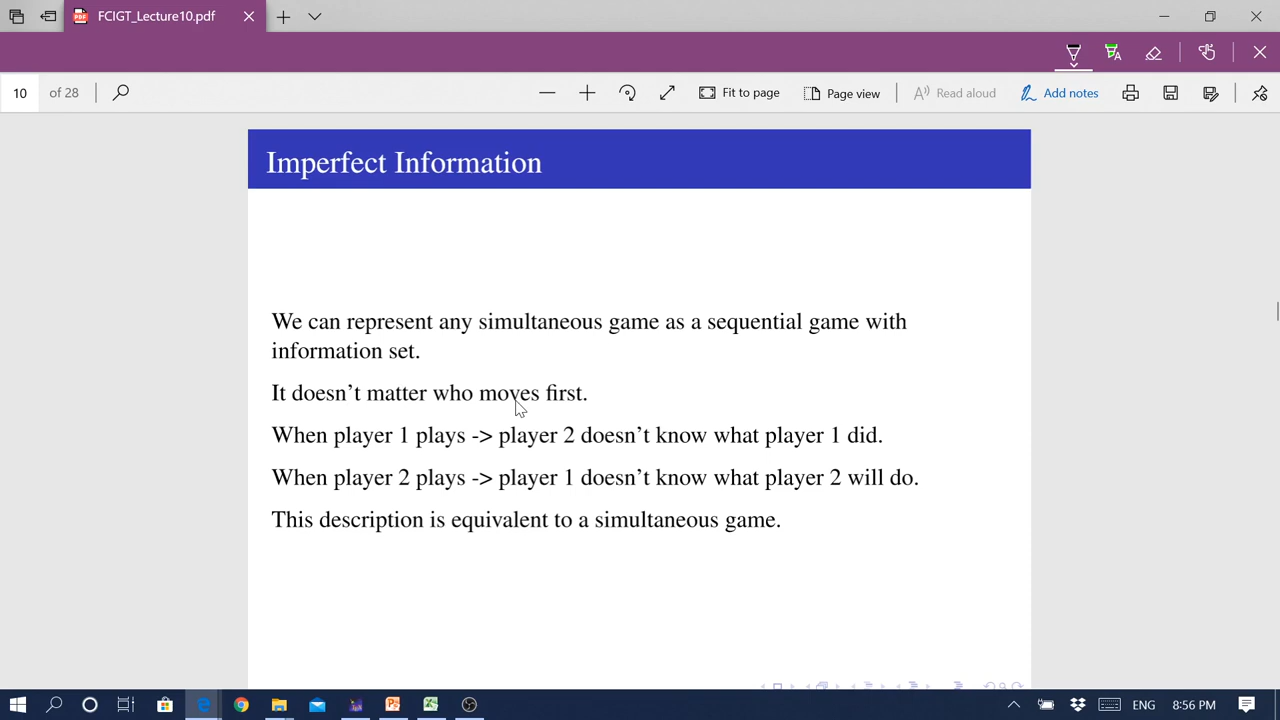 FCIGT_Lecture10.pdf
10 of 28
Fit to page
Page view
Read aloud
Add notes
Imperfect Information
We can represent any simultaneous game as a sequential game with
information set.
It doesn't matter who moves first.
When player 1 plays -> player 2 doesn't know what player 1 did.
When player 2 plays -> player 1 doesn't know what player 2 will do.
This description is equivalent to a simultaneous game.
ENG
8:56 PM